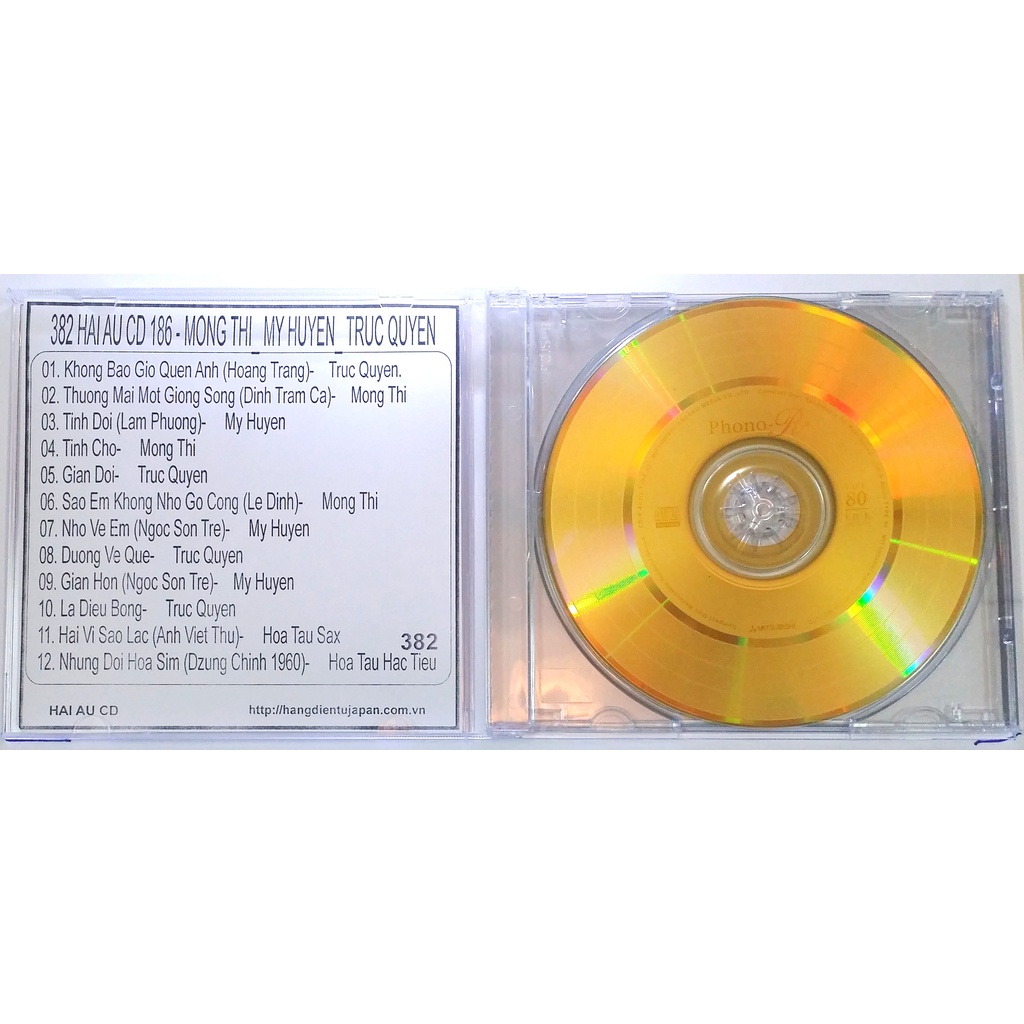 382 HAI AU CD 186 - MONG THI_ MY HUYEN_ TRUC QUYEN
01. Khong Bao Gio Quen Anh (Hoang Trang)- Truc Quyen.
02. Thuong Mai Mot Giong Song (Dinh Tram Ca)- Mong Thi
03. Tinh Doi (Lam Phuong)- My Huyen
04. Tinh Cho- Mong Thi
05. Gian Doi- Truc Quyen
06. Sao Em Khong Nho Go Cong (Le Dinh)- Mong Thi
07. Nho Ve Em (Ngoc Son Tre)- My Huyen
08. Duong Ve Que- Truc Quyen
09. Gian Hon (Ngoc Son Tre)- My Huyen
10. La Dieu Bong- Truc Quyen
11. Hai Vi Sao Lac (Anh Viet Thu)- Hoa Tau Sax
382
12. Nhung Doi Hoa Sim (Dzung Chinh 1960)- Hoa Tau Hac Tieu
HAI AU CD http://hangdientujapan.com.vn
Phono-R
80
MITSUBISHI